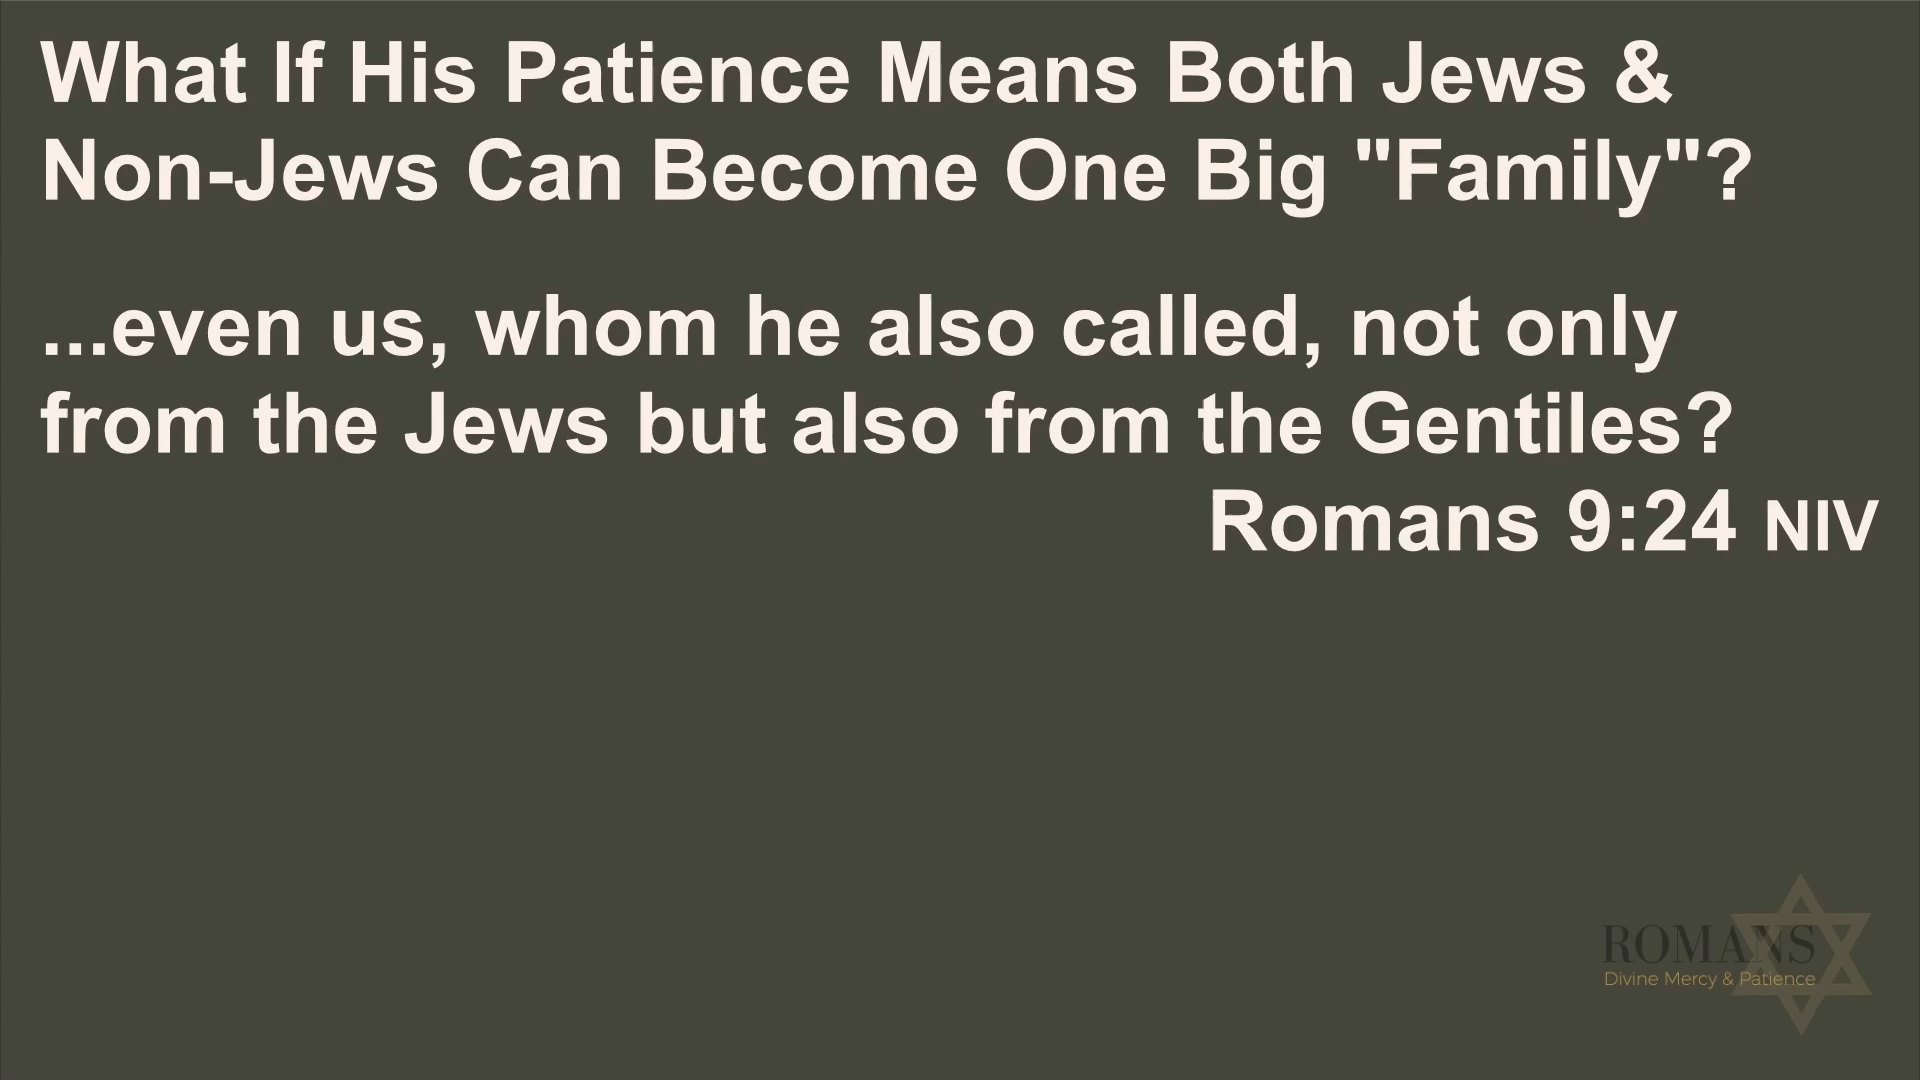 What If His Patience Means Both Jews &
Non-Jews Can Become One Big "Family"?
...even us, whom he also called, not only
from the Jews but also from the Gentiles?
Romans 9:24 NIV
ROMANS
Divine Mercy & Patience